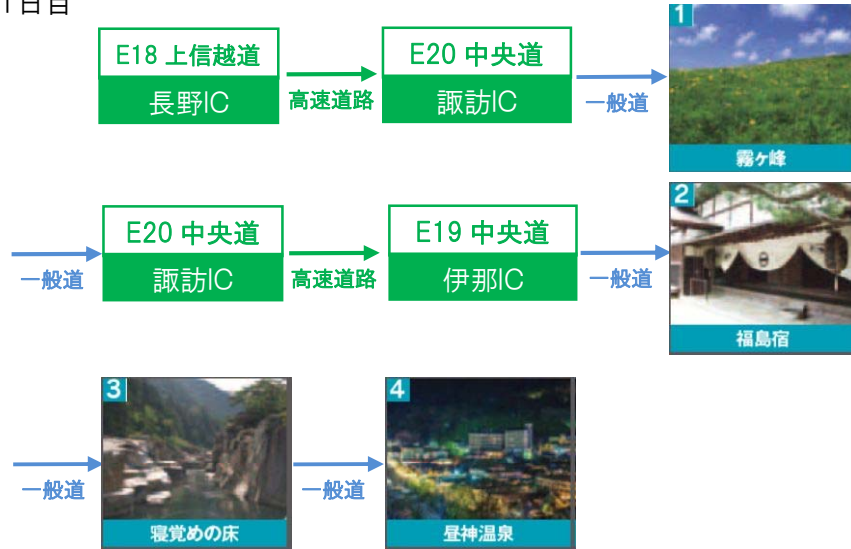 1日目
E18 上信越道
長野IC
高速道路
E20 中央道
諏訪IC
一般道
1
霧ケ峰
一般道
E20 中央道
諏訪IC
高速道路
E19 中央道
伊那IC
一般道
2
福島宿
一般道
3
寝覚めの床
一般道
4
昼神温泉